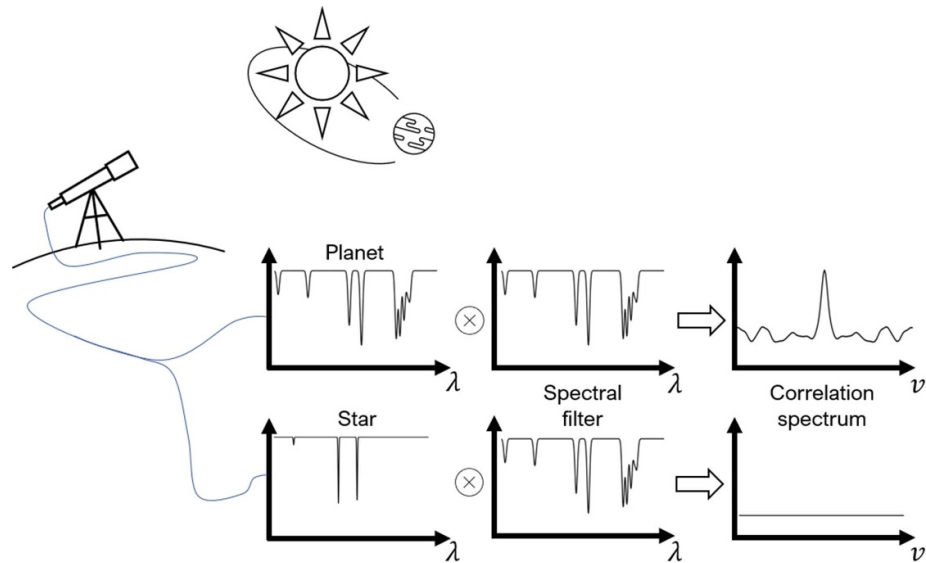 Planet
λ
λ
v
Star
Spectral
filter
Correlation
spectrum
λ
λ
v